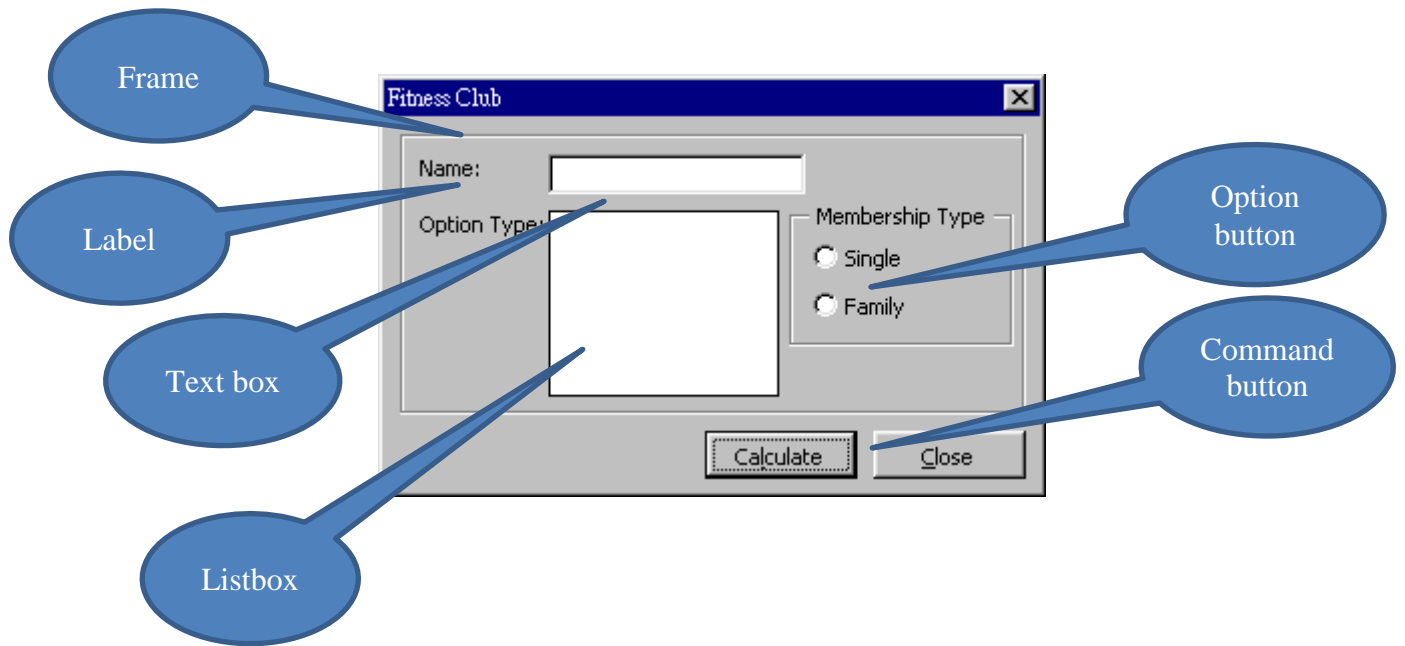 Frame
Fitness Club
Name:
Label
Option Type:
Membership Type
Single
Family
Option
button
Text box
Command
button
Calculate
Close
Listbox